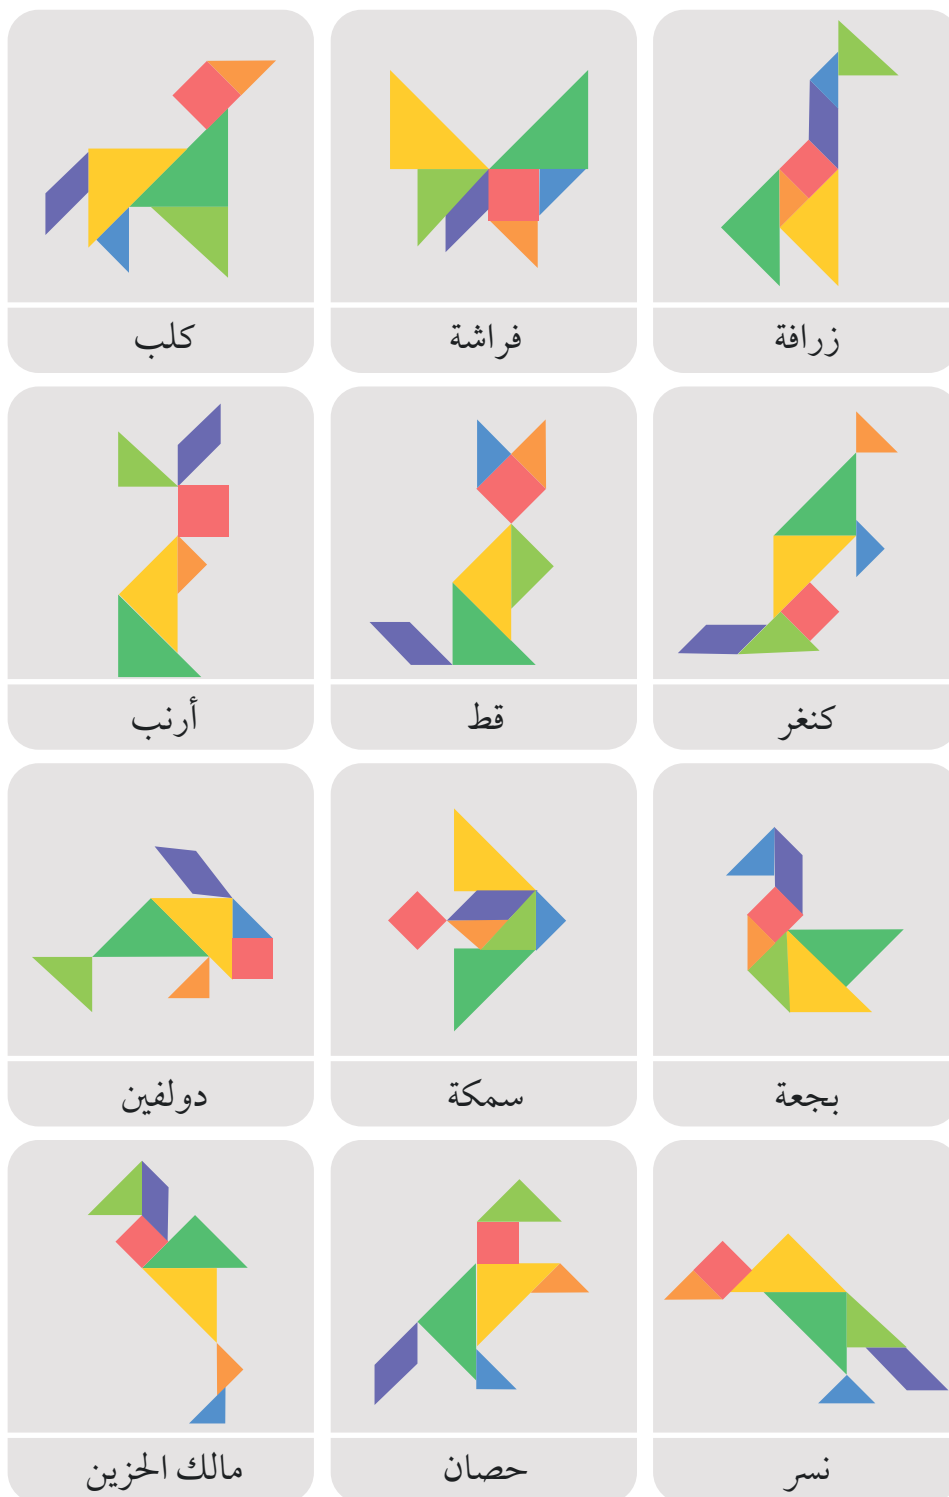 زرافة
فراشة
كلب
كنغر
قط
أرنب
بجعة
سمكة
دولفين
نسر
حصان
مالك الحزين